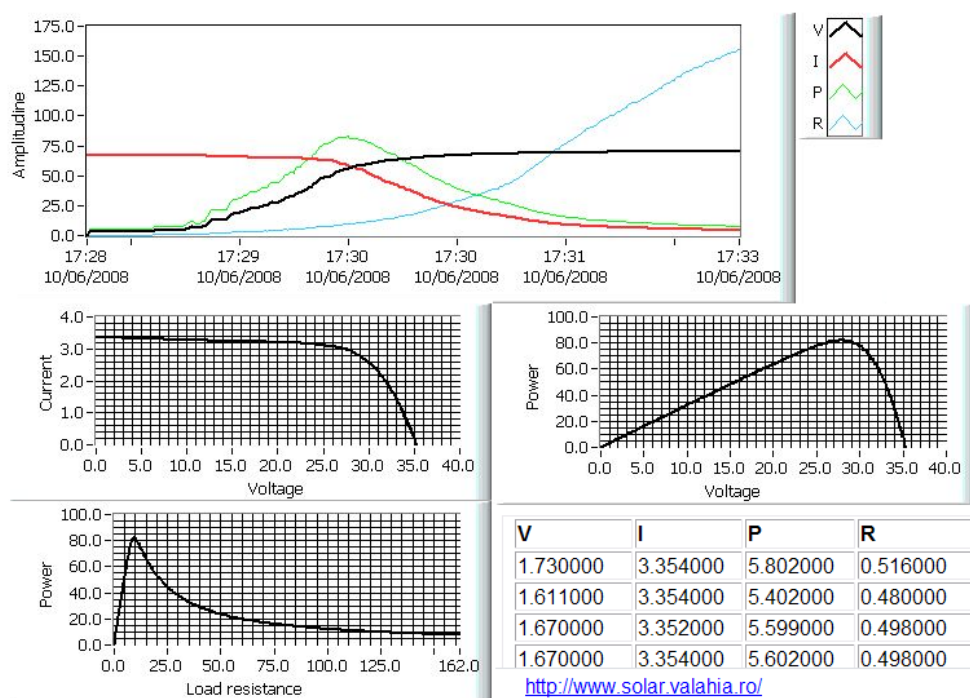 175.0
150.0
125.0
100.0
75.0
50.0
25.0
0.0
Amplitudine
17:28 17:29 17:30 17:30 17:31 17:33
10/06/2008 10/06/2008 10/06/2008 10/06/2008 10/06/2008 10/06/2008
V
I
P
R
4.0
3.0
2.0
1.0
0.0
Current
0.0 5.0 10.0 15.0 20.0 25.0 30.0 35.0 40.0
Voltage
100.0
80.0
60.0
40.0
20.0
0.0
Power
0.0 5.0 10.0 15.0 20.0 25.0 30.0 35.0 40.0
Voltage
100.0
80.0
60.0
40.0
20.0
0.0
Power
0.0 25.0 50.0 75.0 100.0 125.0 162.0
Load resistance
V I P R
1.730000 3.354000 5.802000 0.516000
1.611000 3.354000 5.402000 0.480000
1.670000 3.352000 5.599000 0.498000
1.670000 3.354000 5.602000 0.498000
http://www.solar.valahia.ro/